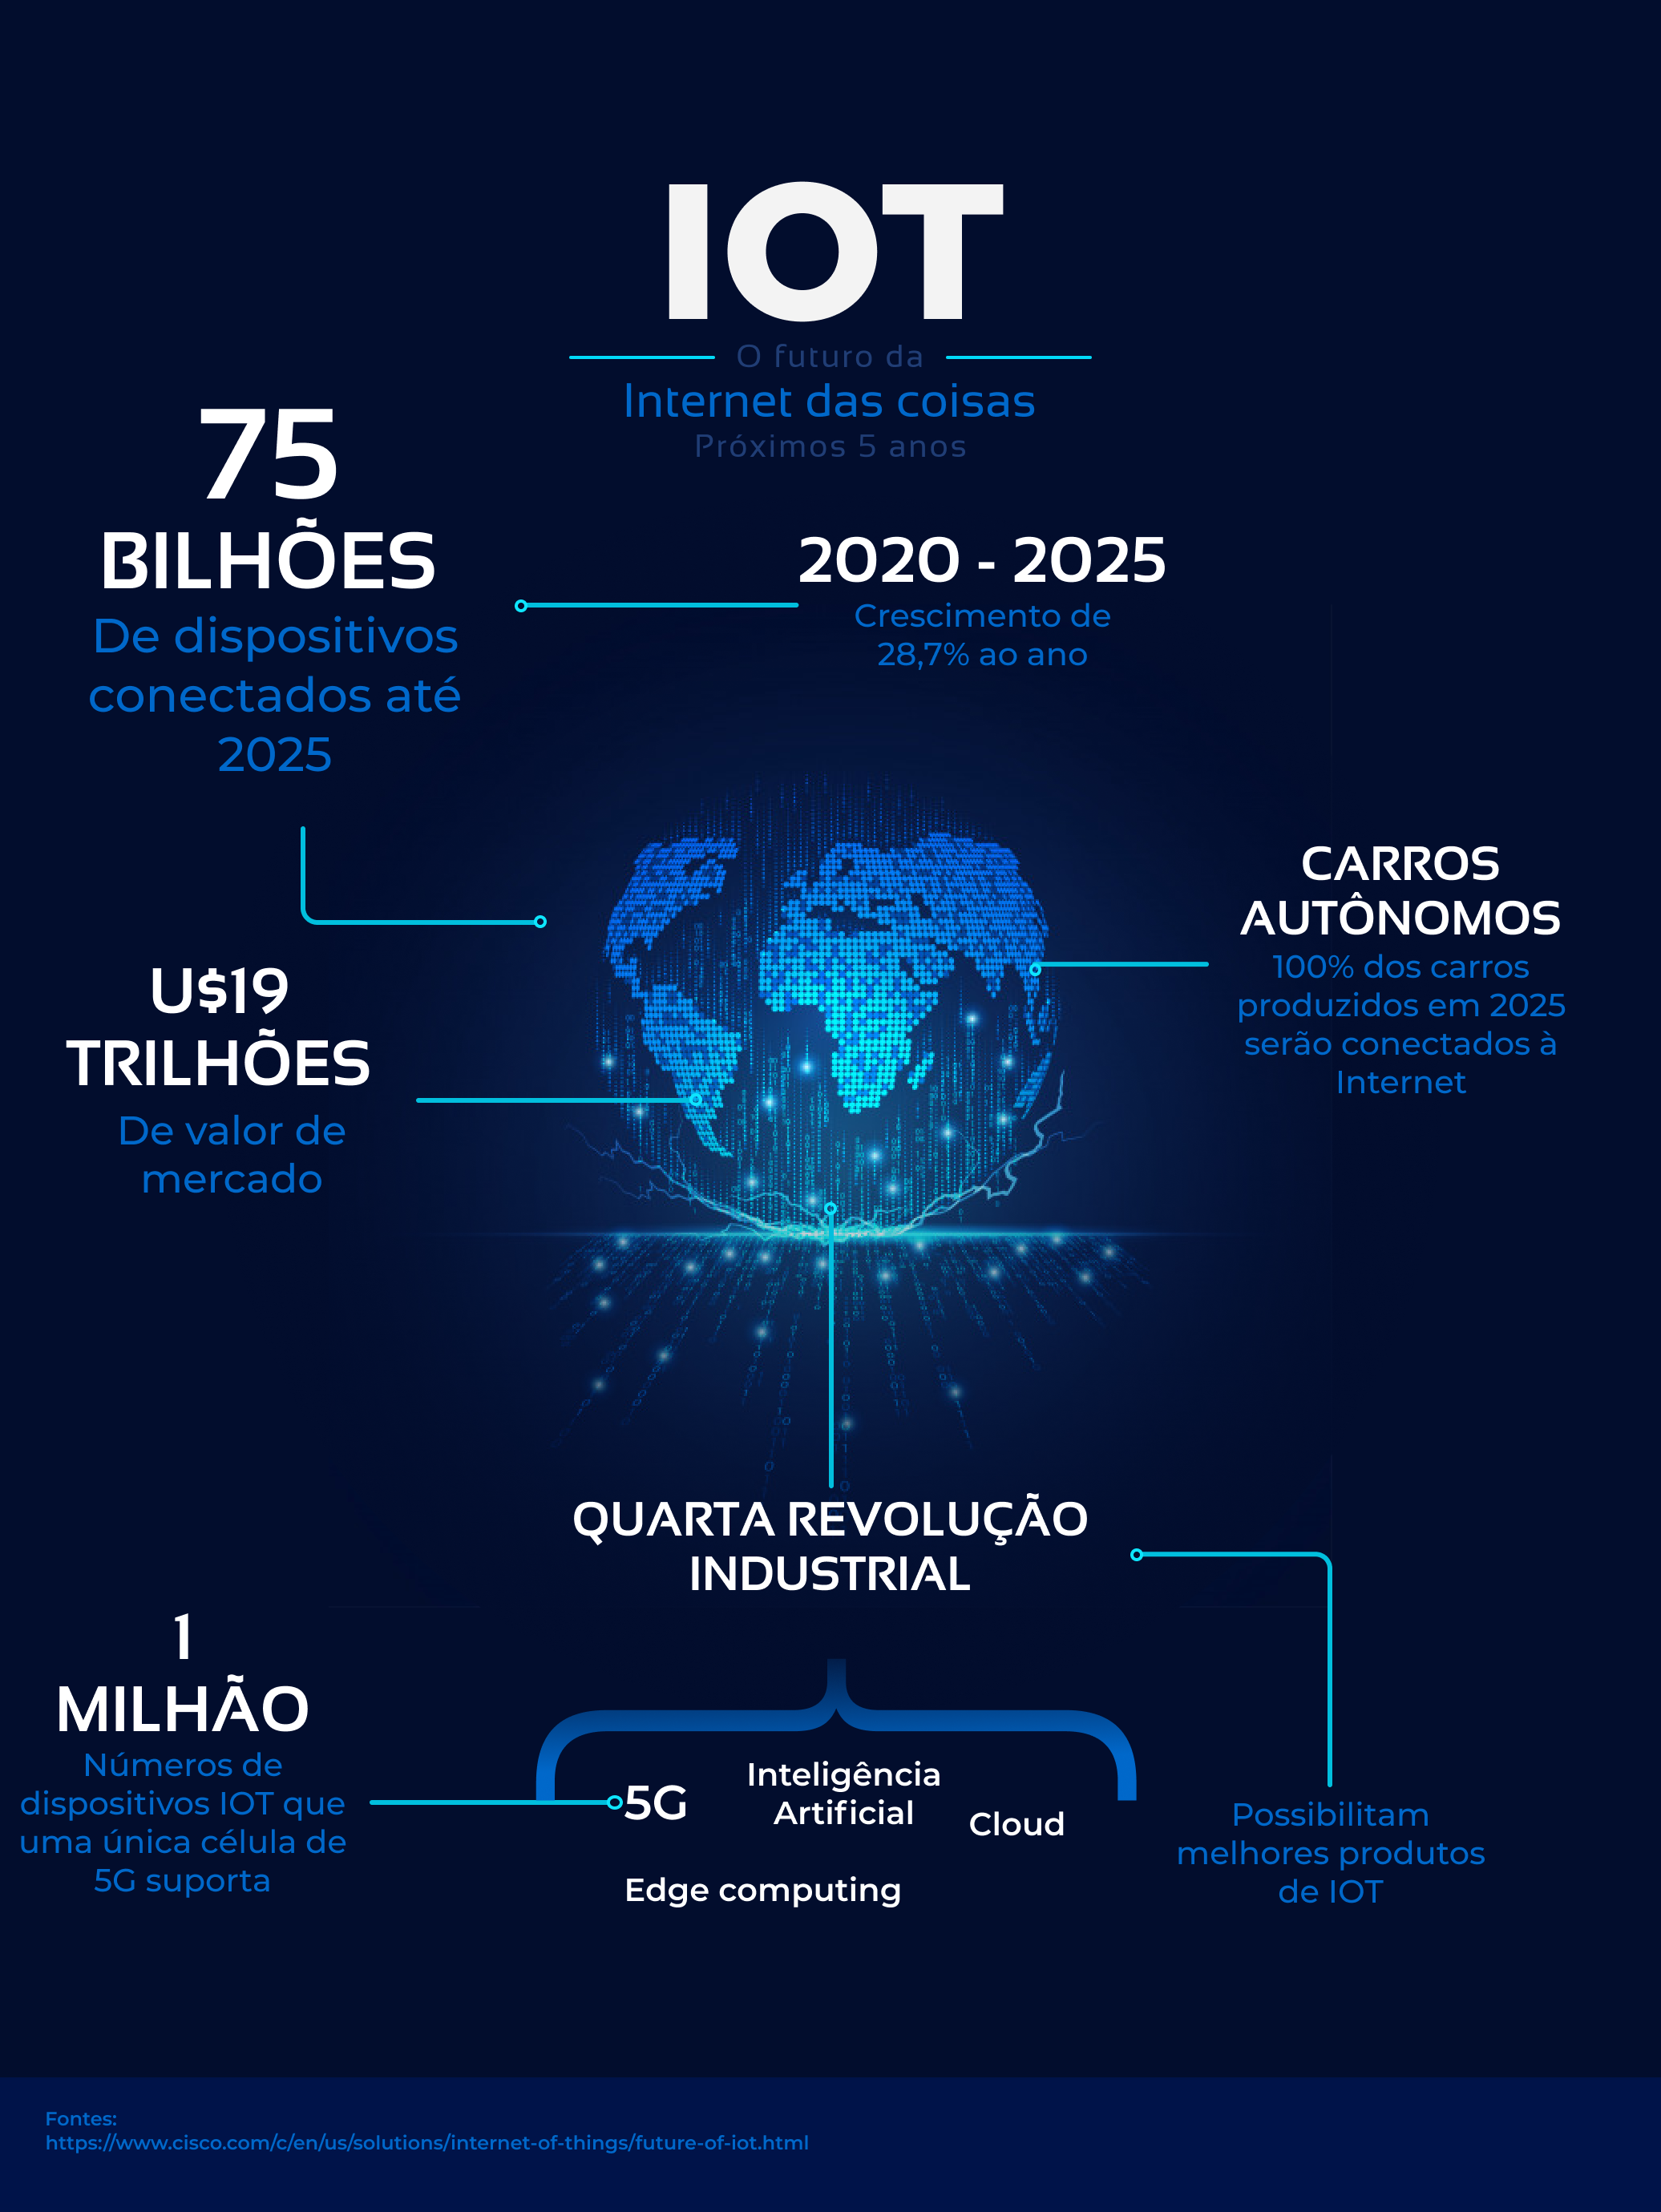 IOT
O futuro da
Internet das coisas
Próximos 5 anos
75
BILHÕES
De dispositivos
conectados até
2025
2020 - 2025
Crescimento de
28,7% ao ano
CARROS
AUTÔNOMOS
100% dos carros
produzidos em 2025
serão conectados à
Internet
U$19
TRILHÕES
De valor de
mercado
QUARTA REVOLUÇÃO
INDUSTRIAL
1
MILHÃO
Números de
dispositivos IOT que
uma única célula de
5G suporta
5G
Inteligência
Artificial
Cloud
Edge computing
Possibilitam
melhores produtos
de IOT
Fontes:
https://www.cisco.com/c/en/us/solutions/internet-of-things/future-of-iot.html